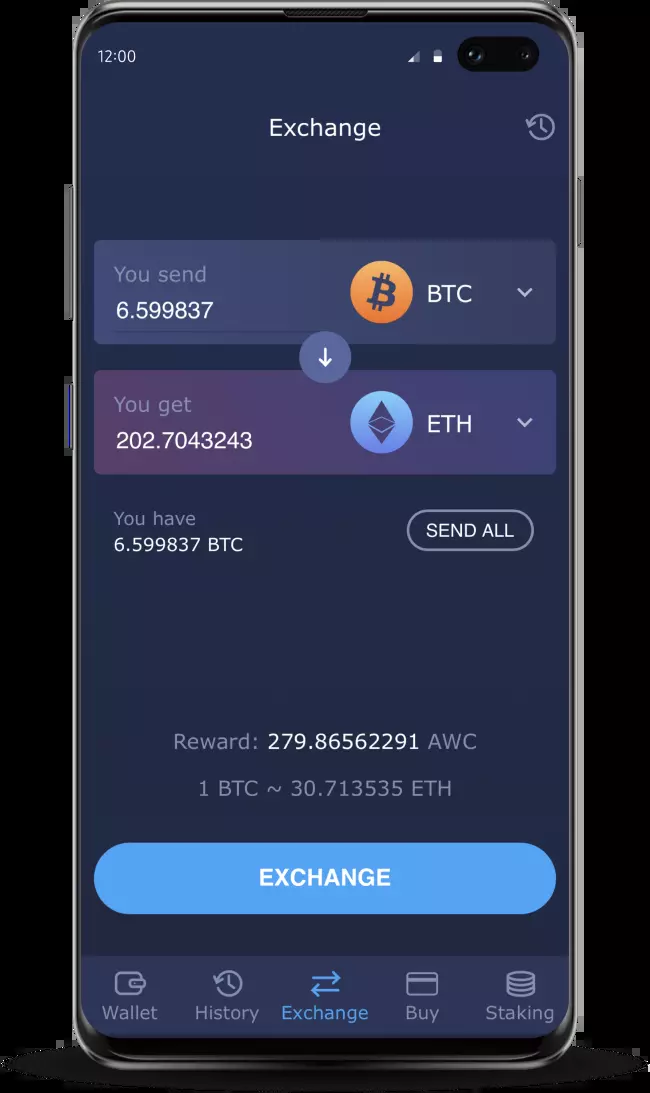 12:00
Exchange
You send
6.599837
BTC
You get
202.7043243
ETH
You have
6.599837 BTC
SEND ALL
Reward: 279.86562291 AWC
1 BTC ~ 30.713535 ETH
EXCHANGE
Wallet
History
Exchange
Buy
Staking